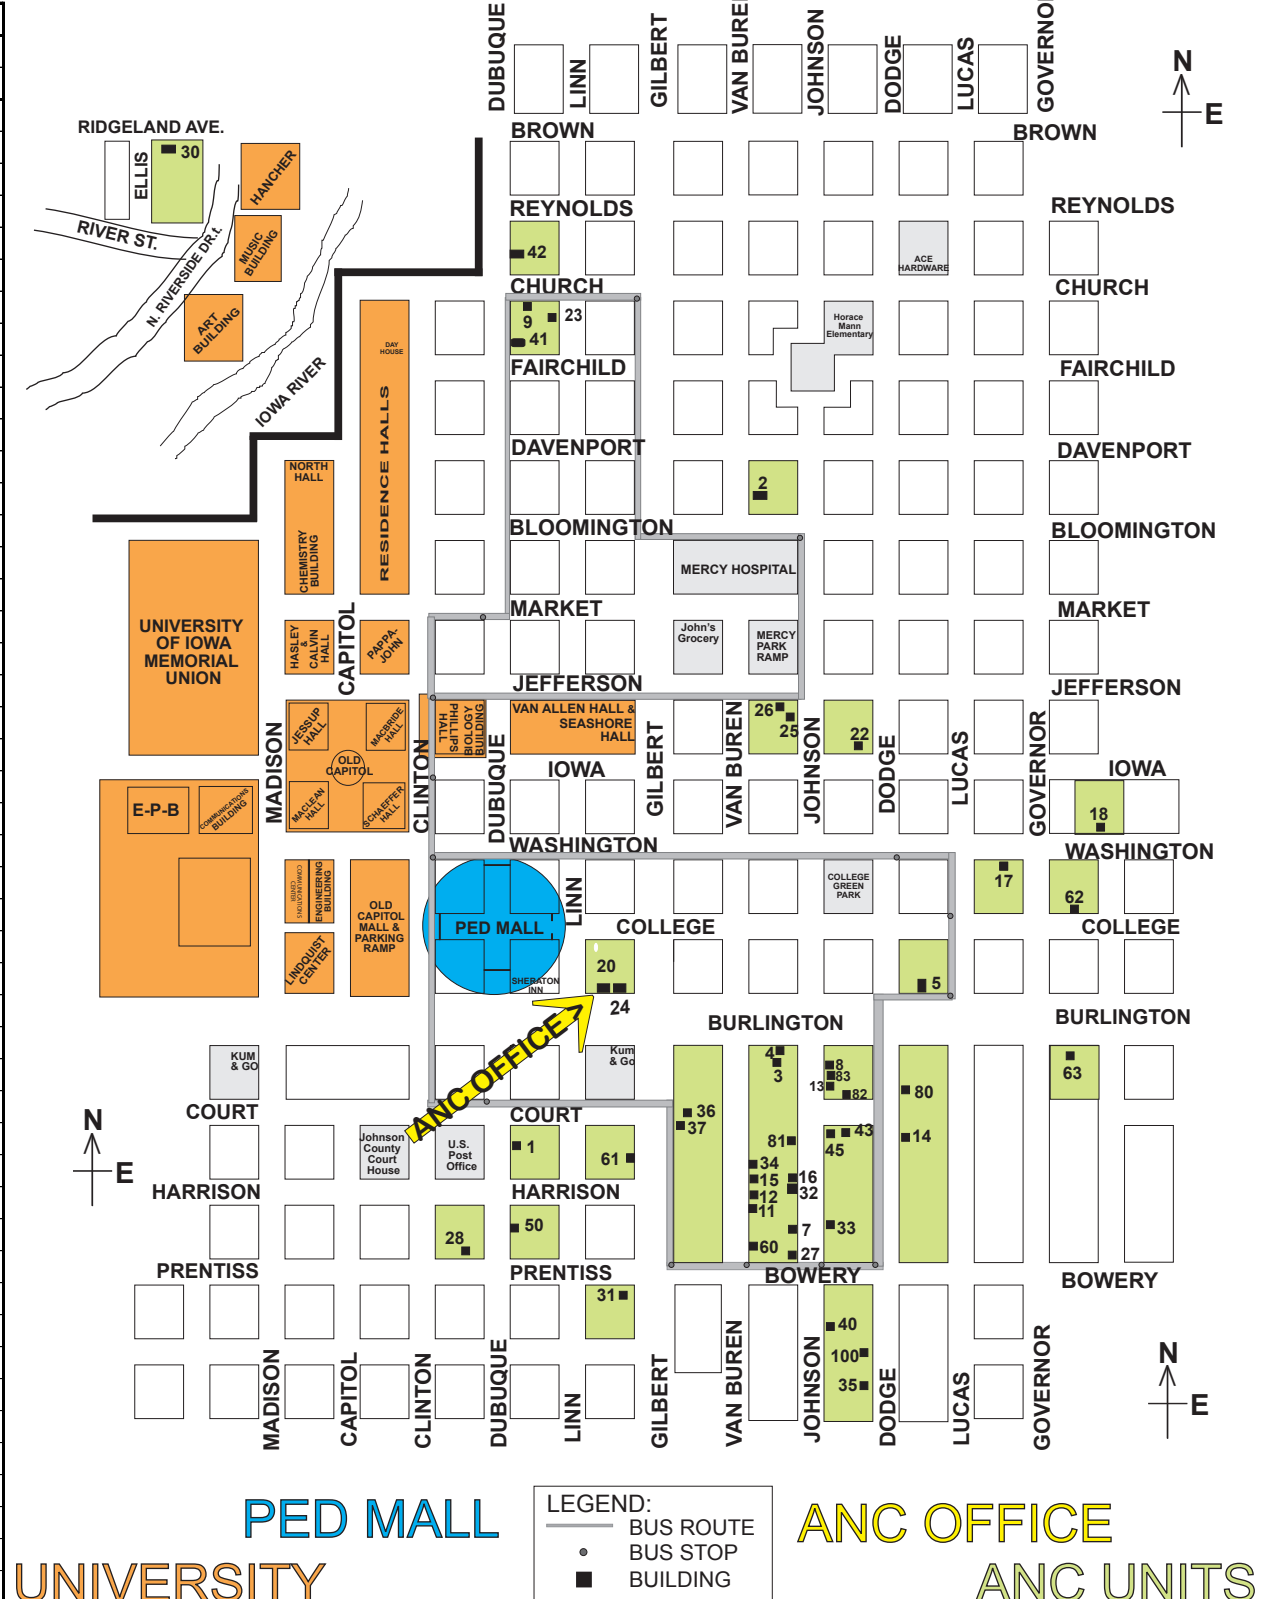 DUBUQUE
LINN
GILBERT
VAN BUREN
JOHNSON
DODGE
LUCAS
GOVERNOR
N
E
BROWN
BROWN
RIDGELAND AVE.
ELLIS
30
HANCHER
RIVER ST.
N. RIVERSIDE DR.t.
MUSIC
BUILDING
ART
BUILDING
IOWA RIVER
REYNOLDS
REYNOLDS
42
ACE
HARDWARE
CHURCH
CHURCH
9
23
41
Horace
Mann
Elementary
DAY
HOUSE
RESIDENCE HALLS
FAIRCHILD
FAIRCHILD
DAVENPORT
DAVENPORT
NORTH
HALL
CHEMISTRY
BUILDING
2
BLOOMINGTON
BLOOMINGTON
MERCY HOSPITAL
MARKET
MARKET
UNIVERSITY
OF IOWA
MEMORIAL
UNION
HASLEY
&
CALVIN
HALL
CAPITOL
PAPPA-
JOHN
John's
Grocery
MERCY
PARK
RAMP
JEFFERSON
JEFFERSON
MADISON
JESSUP
HALL
MACBRIDE
HALL
OLD
CAPITOL
MACLEAN
HALL
SCHAEFFER
HALL
CLINTON
PHILLIPS
HALL
BIOLOGY
BUILDING
DUBUQUE
VAN ALLEN HALL &
SEASHORE
HALL
GILBERT
VAN BUREN
26
25
JOHNSON
22
DODGE
LUCAS
GOVERNOR
IOWA
IOWA
E-P-B
COMMUNICATIONS
BUILDING
18
WASHINGTON
WASHINGTON
COMMUNICATIONS
CENTER
ENGINEERING
BUILDING
OLD
CAPITOL
MALL &
PARKING
RAMP
LINDQUIST
CENTER
PED MALL
LINN
COLLEGE
GREEN
PARK
17
62
COLLEGE
COLLEGE
SHERATON
INN
20
24
5
ANC OFFICE
BURLINGTON
BURLINGTON
KUM
& GO
Kum
& Go
4
3
8
83
13
82
80
63
COURT
COURT
36
37
Johnson
County
Court
House
U.S.
Post
Office
1
61
81
43
45
14
N
E
34
15
12
11
16
32
HARRISON
HARRISON
28
50
7
33
60
27
PRENTISS
PRENTISS
BOWERY
BOWERY
31
40
100
35
MADISON
CAPITOL
CLINTON
DUBUQUE
LINN
GILBERT
VAN BUREN
JOHNSON
DODGE
LUCAS
GOVERNOR
N
E
PED MALL
LEGEND:
BUS ROUTE
BUS STOP
BUILDING
ANC OFFICE
UNIVERSITY
ANC UNITS